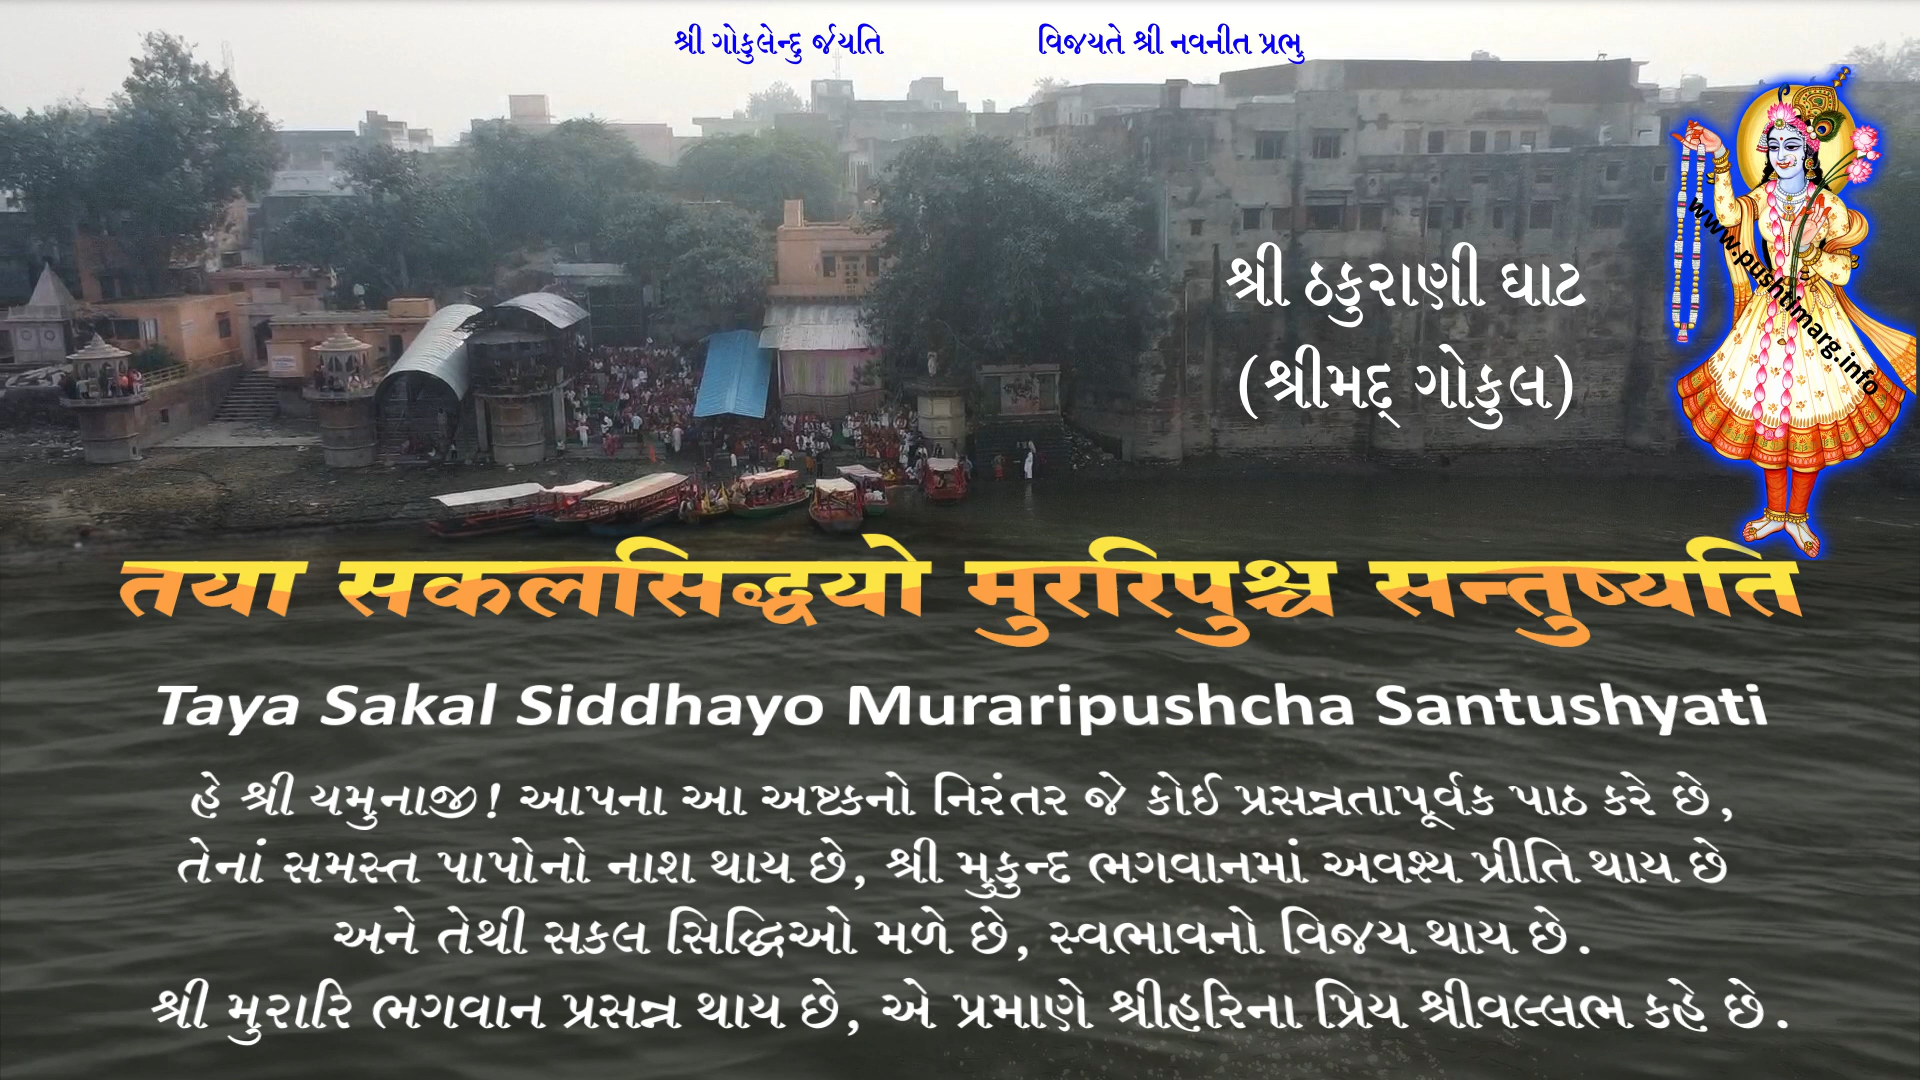 શ્રી ગોકુલેન્દુ ર્જયતિ વિજયતે શ્રી નવનીત પ્રભુ
www.pushtimarg.info
શ્રી ઠકુરાણી ઘાટ
(શ્રીમદ્ ગોકુલ)
तया सकलसिद्धयो मुररिपुश्च सन्तुष्यति
Taya Sakal Siddhayo Muraripushcha Santushyati
હે શ્રી યમુનાજી! આપના આ અષ્ટકનો નિરંતર જે કોઈ પ્રસન્નતાપૂર્વક પાઠ કરે છે,
તેનાં સમસ્ત પાપોનો નાશ થાય છે, શ્રી મુકુન્દ ભગવાનમાં અવશ્ય પ્રીતિ થાય છે
અને તેથી સકલ સિદ્ધિઓ મળે છે, સ્વભાવનો વિજય થાય છે.
શ્રી મુરારિ ભગવાન પ્રસન્ન થાય છે, એ પ્રમાણે શ્રીહરિના પ્રિય શ્રીવલ્લભ કહે છે.